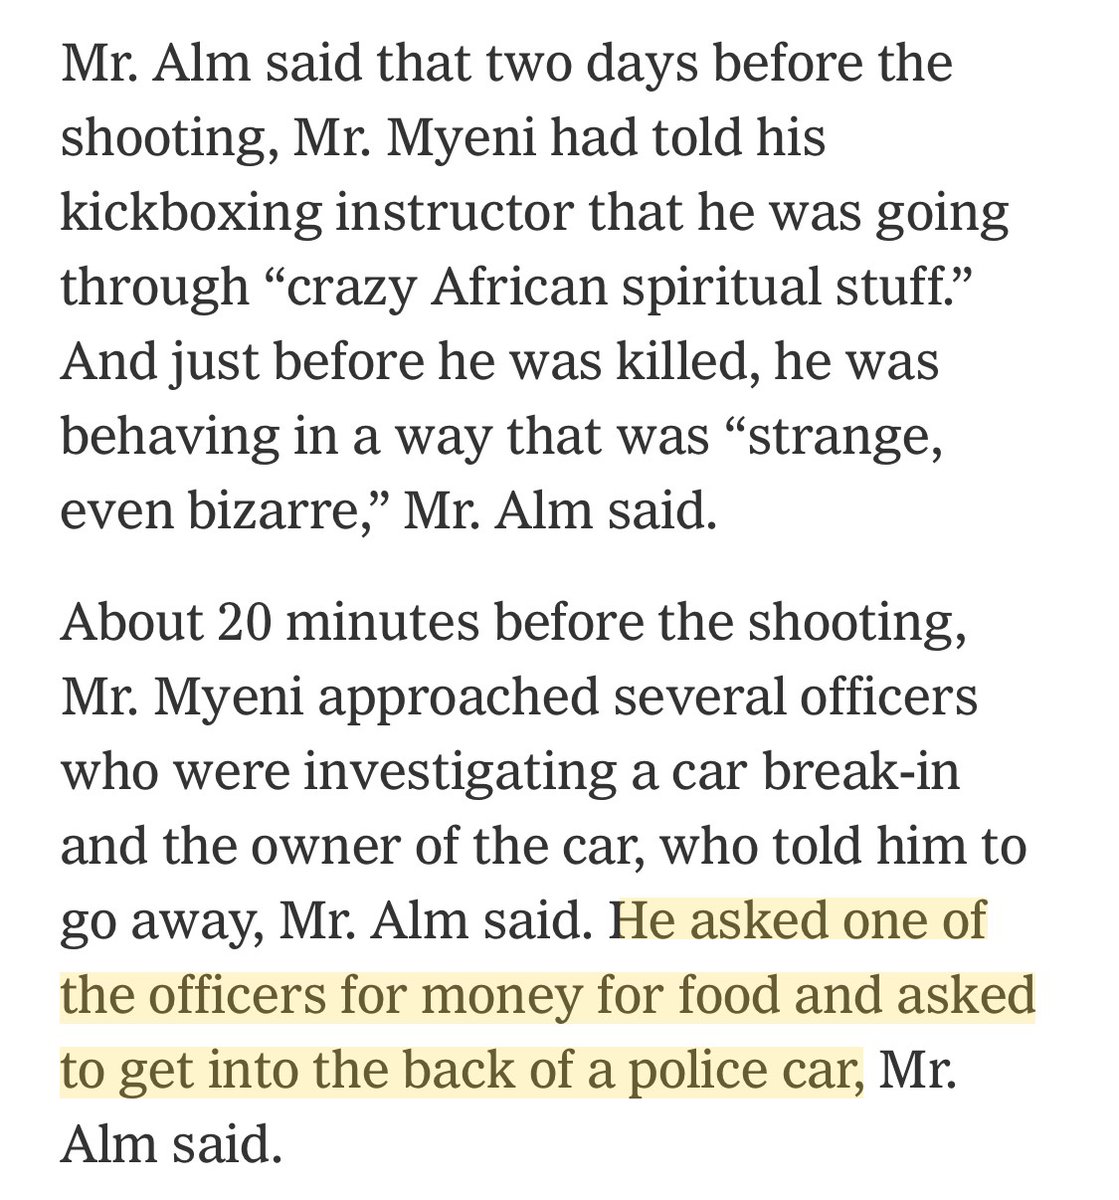 Mr. Alm said that two days before the
shooting, Mr. Myeni had told his
kickboxing instructor that he was going
through “crazy African spiritual stuff.”
And just before he was killed, he was
behaving in a way that was “strange,
even bizarre,” Mr. Alm said.
About 20 minutes before the shooting,
Mr. Myeni approached several officers
who were investigating a car break-in
and the owner of the car, who told him to
go away, Mr. Alm said. He asked one of
the officers for money for food and asked
to get into the back of a police car, Mr.
Alm said.